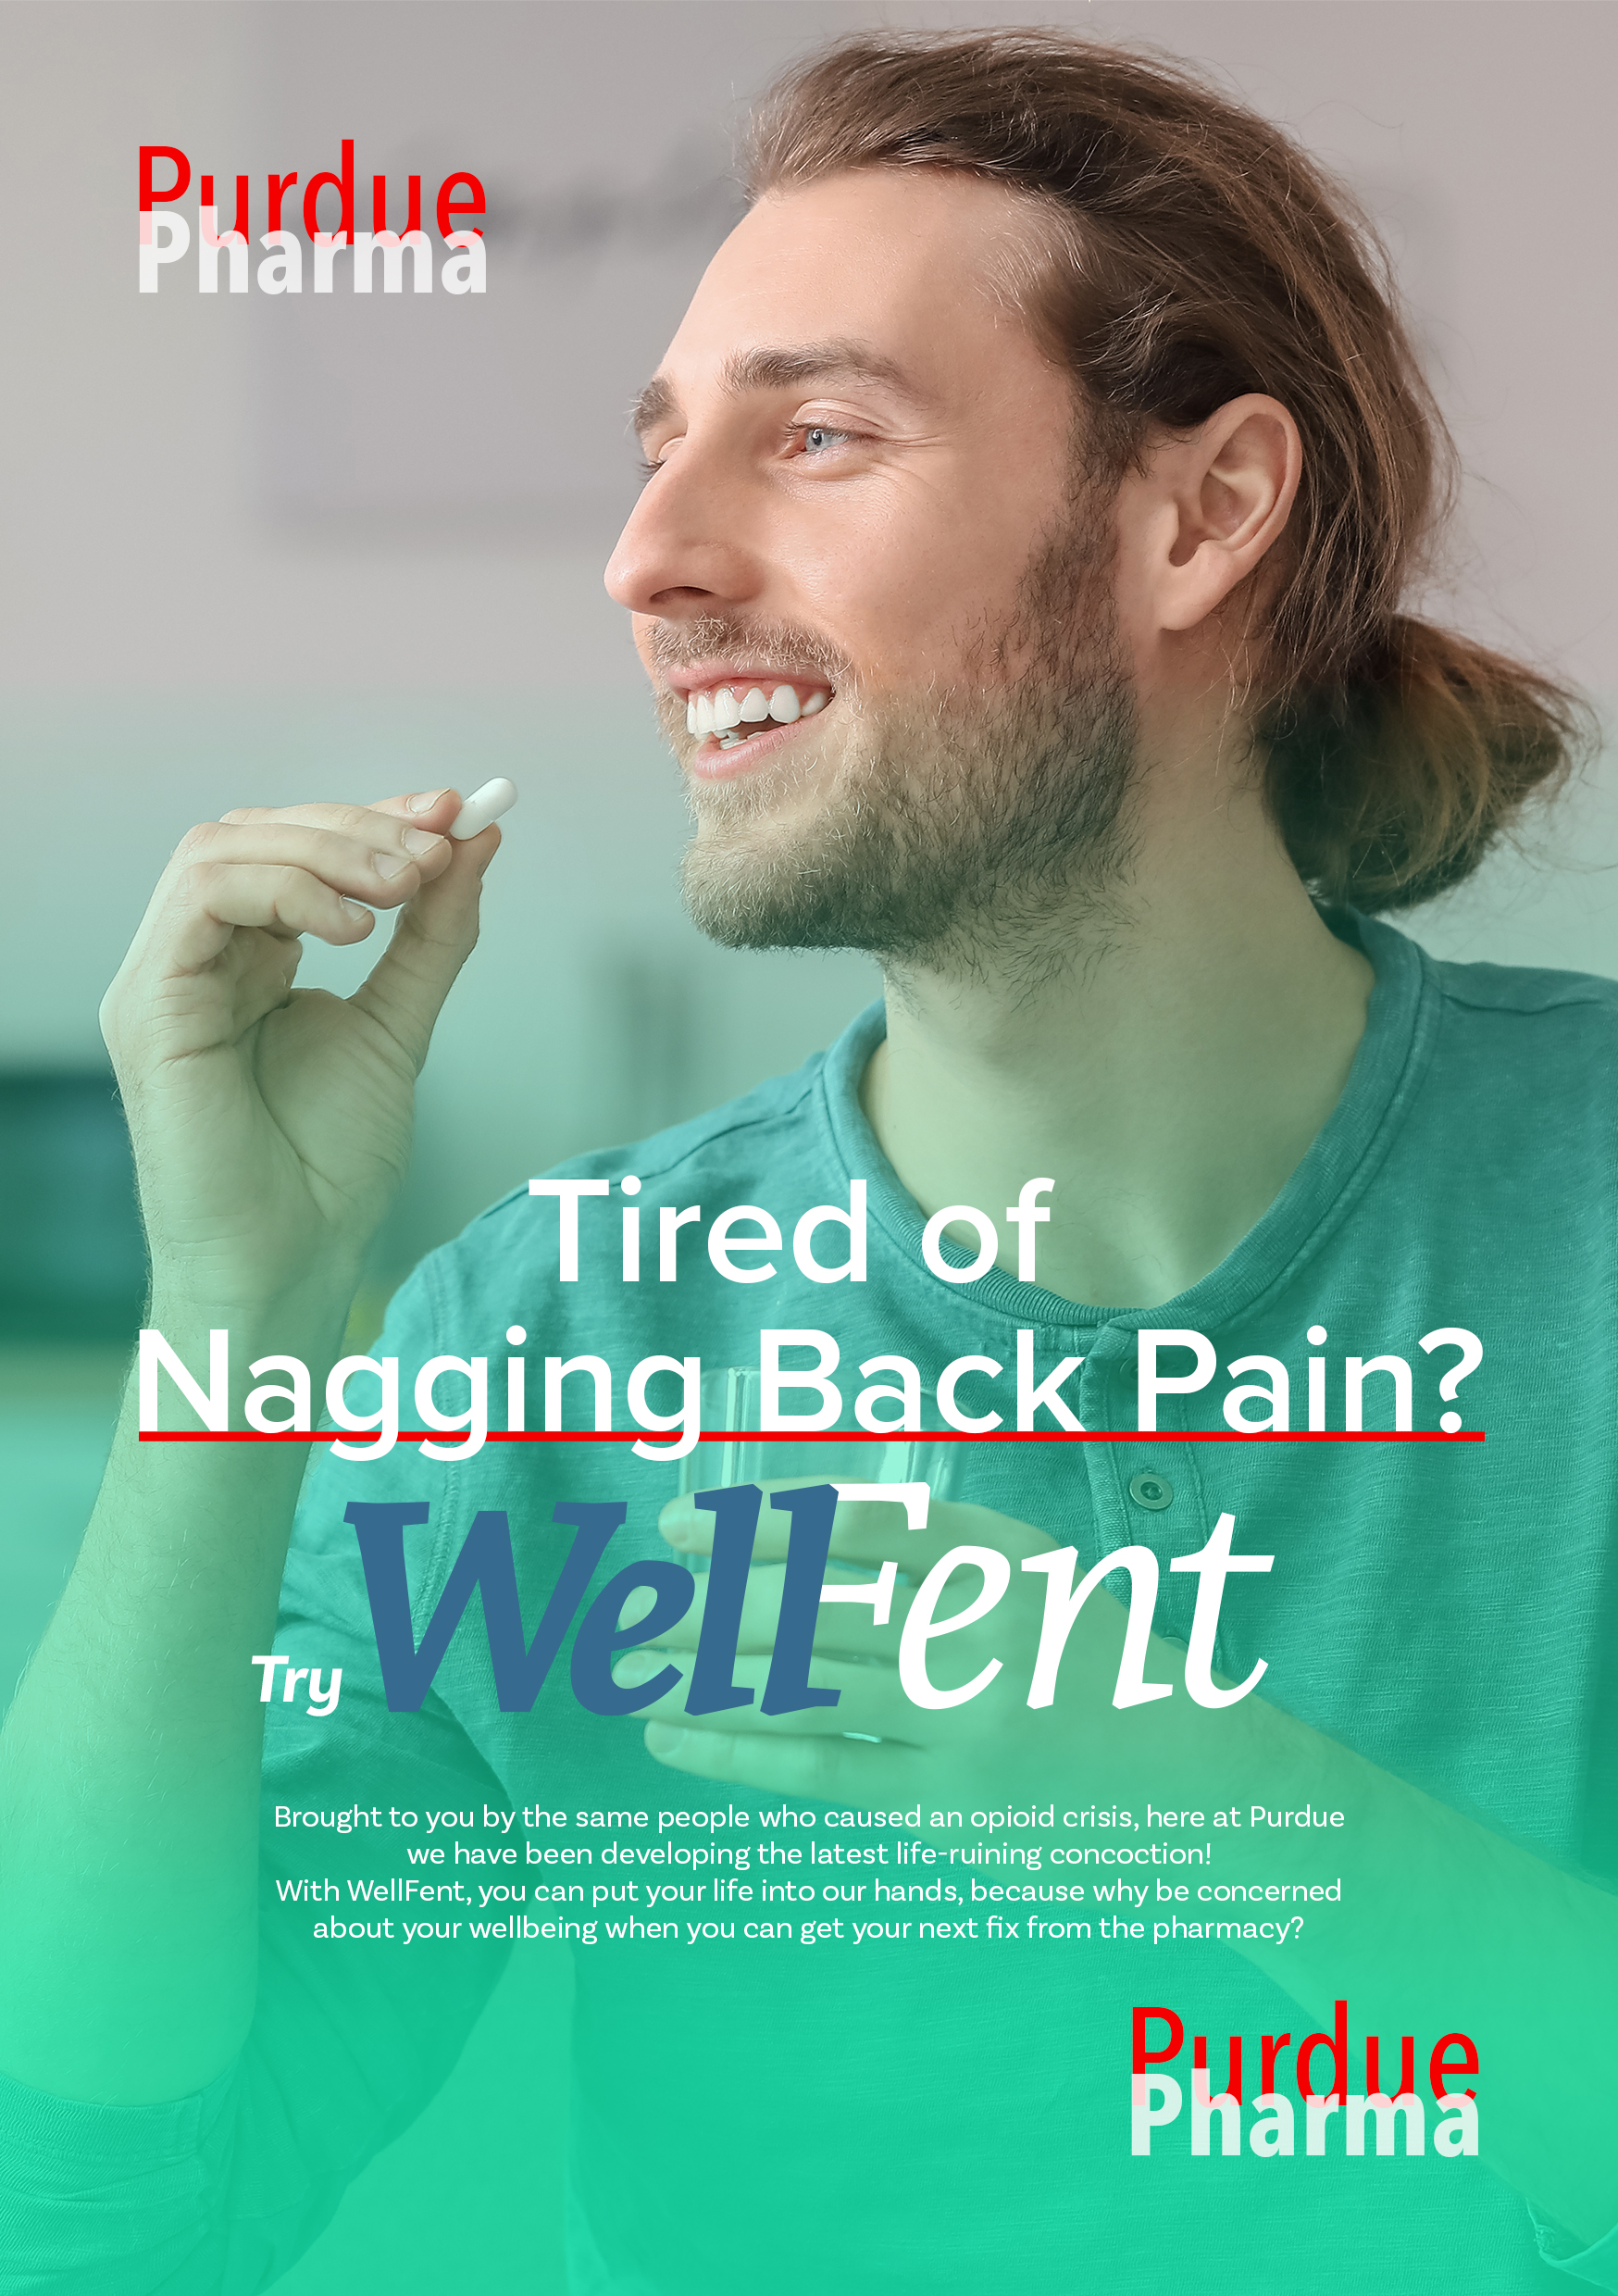 Purdue
Pharma
Tired of
Nagging Back Pain?
Try WellFent
Brought to you by the same people who caused an opioid crisis, here at Purdue
we have been developing the latest life-ruining concoction!
With WellFent, you can put your life into our hands, because why be concerned
about your wellbeing when you can get your next fix from the pharmacy?
Purdue
Pharma